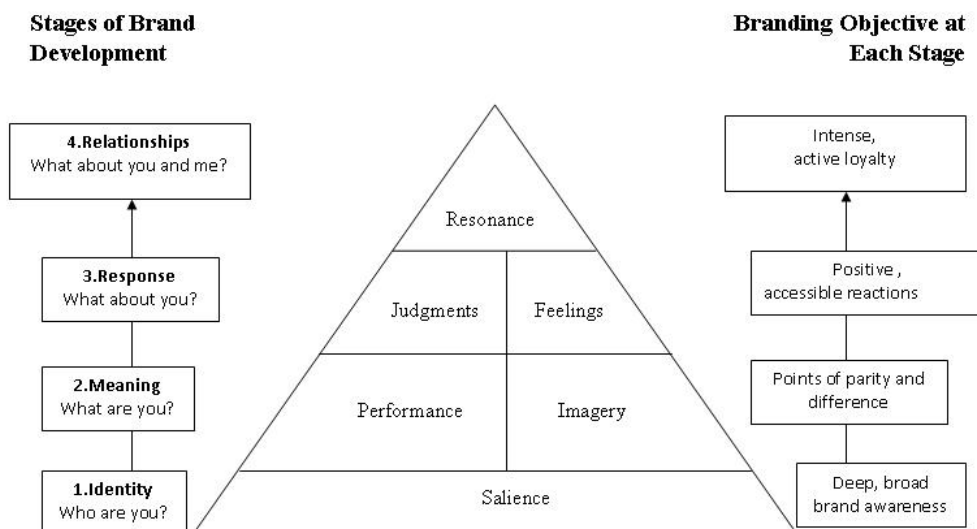 Stages of Brand
Development
Branding Objective at
Each Stage
4.Relationships
What about you and me?
Intense,
active loyalty
Resonance
3.Response
What about you?
Judgments
Feelings
Positive ,
accessible reactions
2.Meaning
What are you?
Performance
Imagery
Points of parity and
difference
1.Identity
Who are you?
Salience
Deep, broad
brand awareness